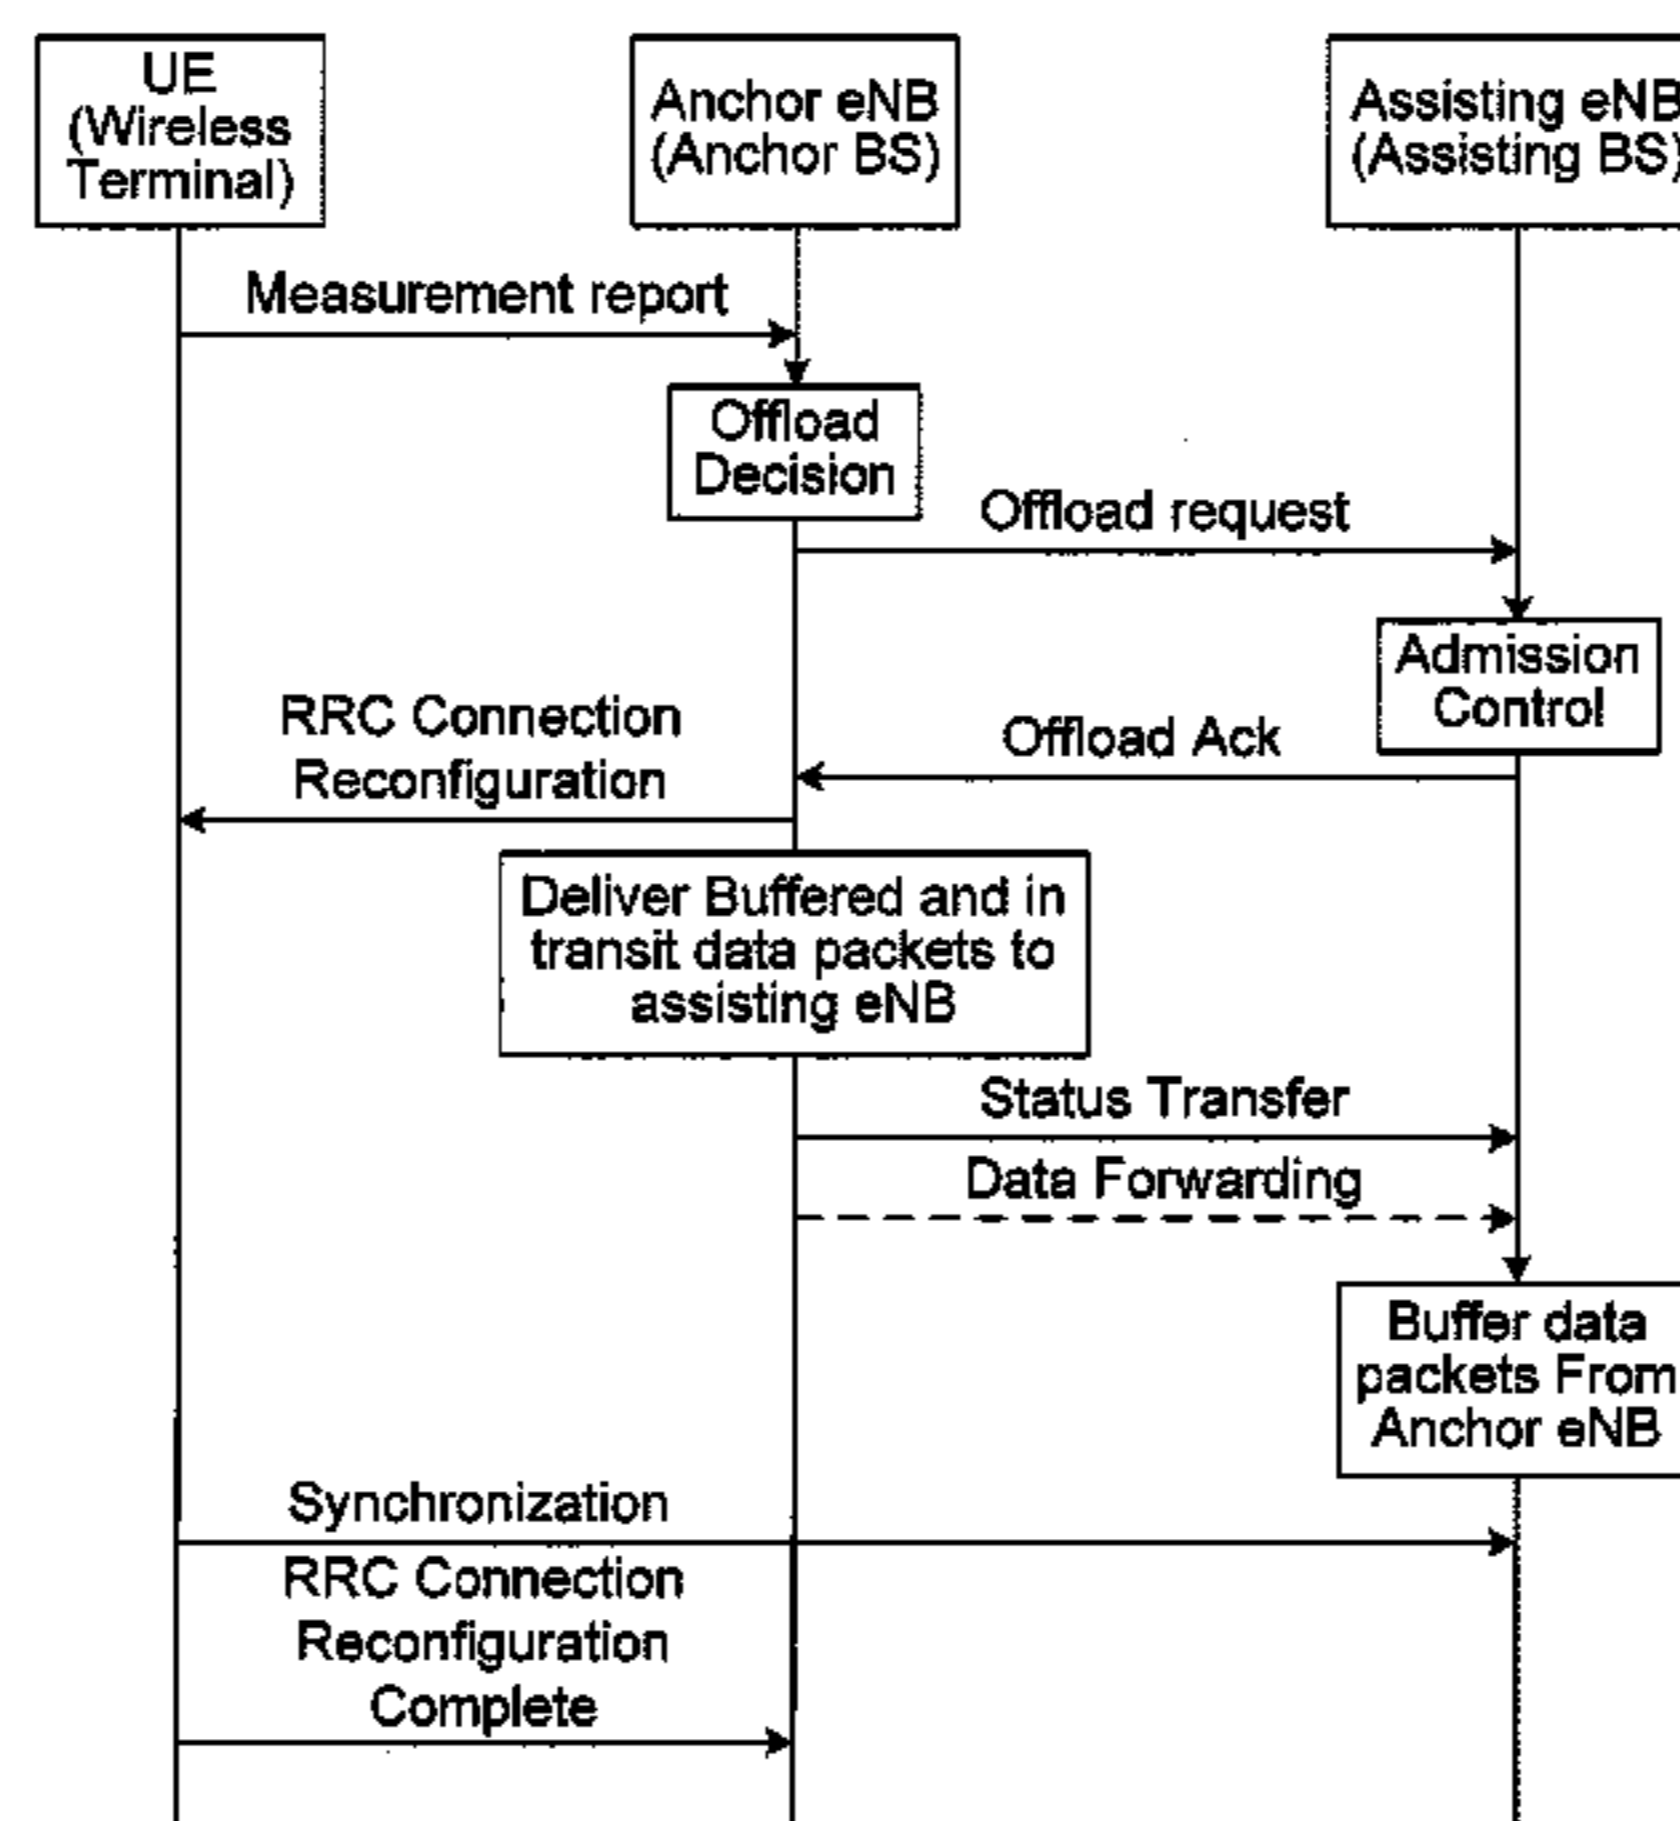 UE
(Wireless
Terminal)
Anchor eNB
(Anchor BS)
Assisting eNB
(Assisting BS)
Measurement report
Offload
Decision
Offload request
Admission
Control
Offload Ack
RRC Connection
Reconfiguration
Deliver Buffered and in
transit data packets to
assisting eNB
Status Transfer
Data Forwarding
Buffer data
packets From
Anchor eNB
Synchronization
RRC Connection
Reconfiguration
Complete